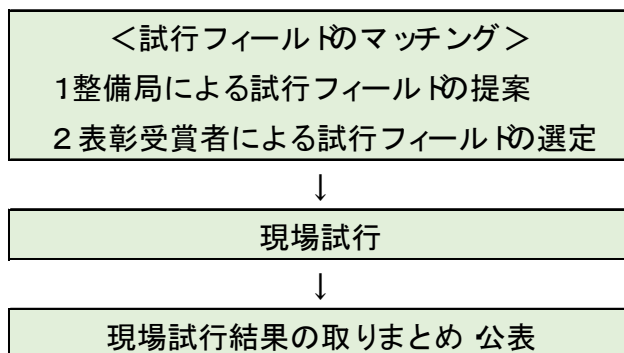 ＜試行フィールドのマッチング＞
1整備局による試行フィールドの提案
2表彰受賞者による試行フィールドの選定
↓
現場試行
↓
現場試行結果の取りまとめ・公表